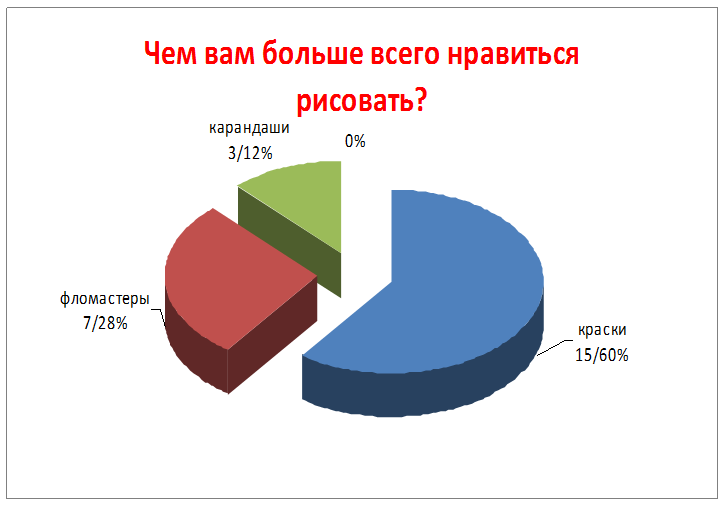 Чем вам больше всего нравиться
рисовать?
карандаши
3/12%
0%
фломастеры
7/28%
краски
15/60%